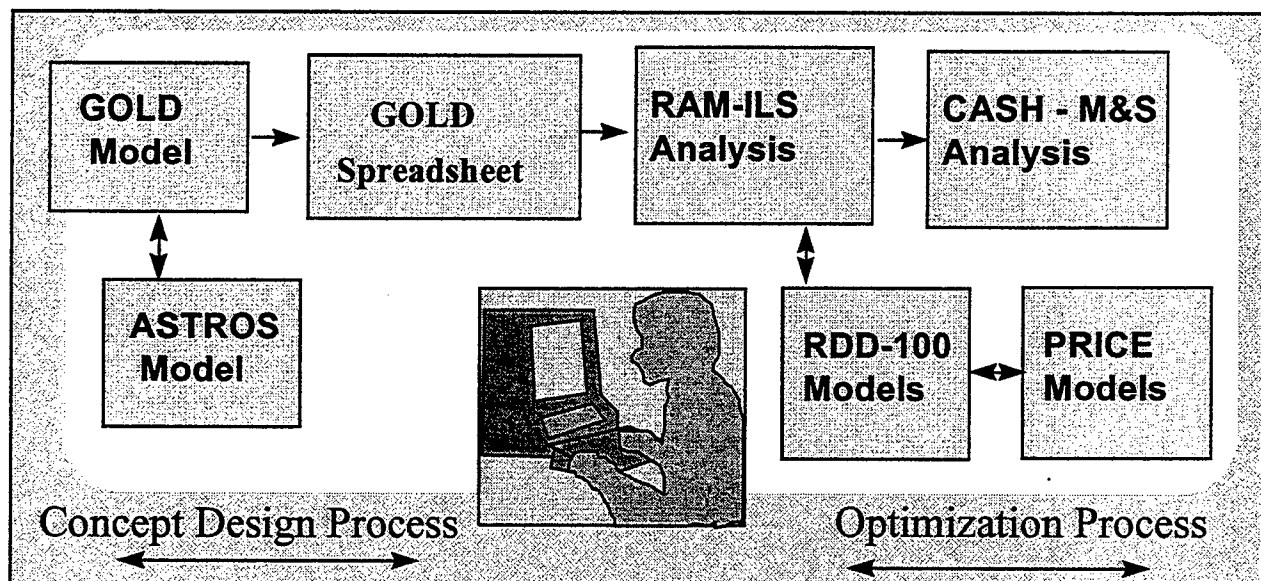 GOLD
Model
GOLD
Spreadsheet
RAM-ILS
Analysis
CASH - M&S
Analysis
ASTROS
Model
RDD-100
Models
PRICE
Models
Concept Design Process
Optimization Process